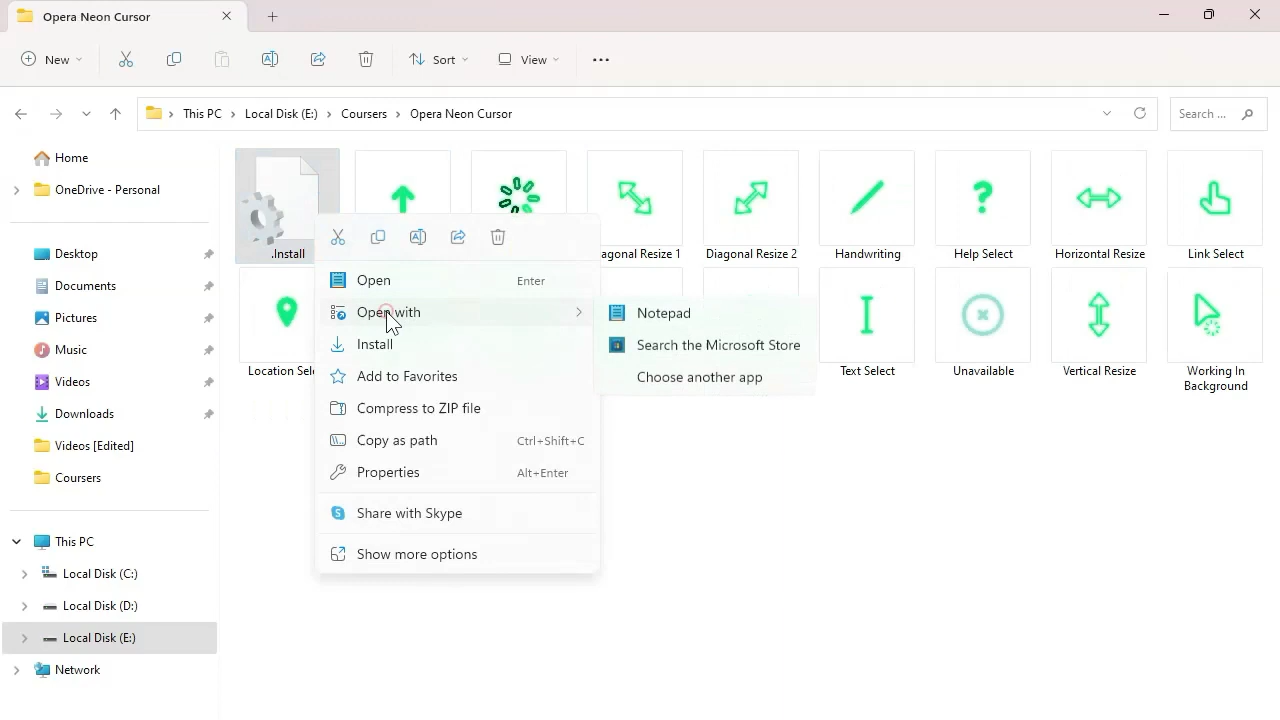 Opera Neon Cursor
New
Sort
View
This PC
Local Disk (E:)
Coursers
Opera Neon Cursor
Search ...
Home
OneDrive - Personal
Desktop
Documents
Pictures
Music
Videos
Downloads
Videos [Edited]
Coursers
This PC
Local Disk (C:)
Local Disk (D:)
Local Disk (E:)
Network
.Install
agonal Resize 1
Diagonal Resize 2
Handwriting
Help Select
Horizontal Resize
Link Select
Location Sele
Text Select
Unavailable
Vertical Resize
Working In
Background
Open Enter
Open with
Install
Add to Favorites
Compress to ZIP file
Copy as path Ctrl+Shift+C
Properties Alt+Enter
Share with Skype
Show more options
Notepad
Search the Microsoft Store
Choose another app